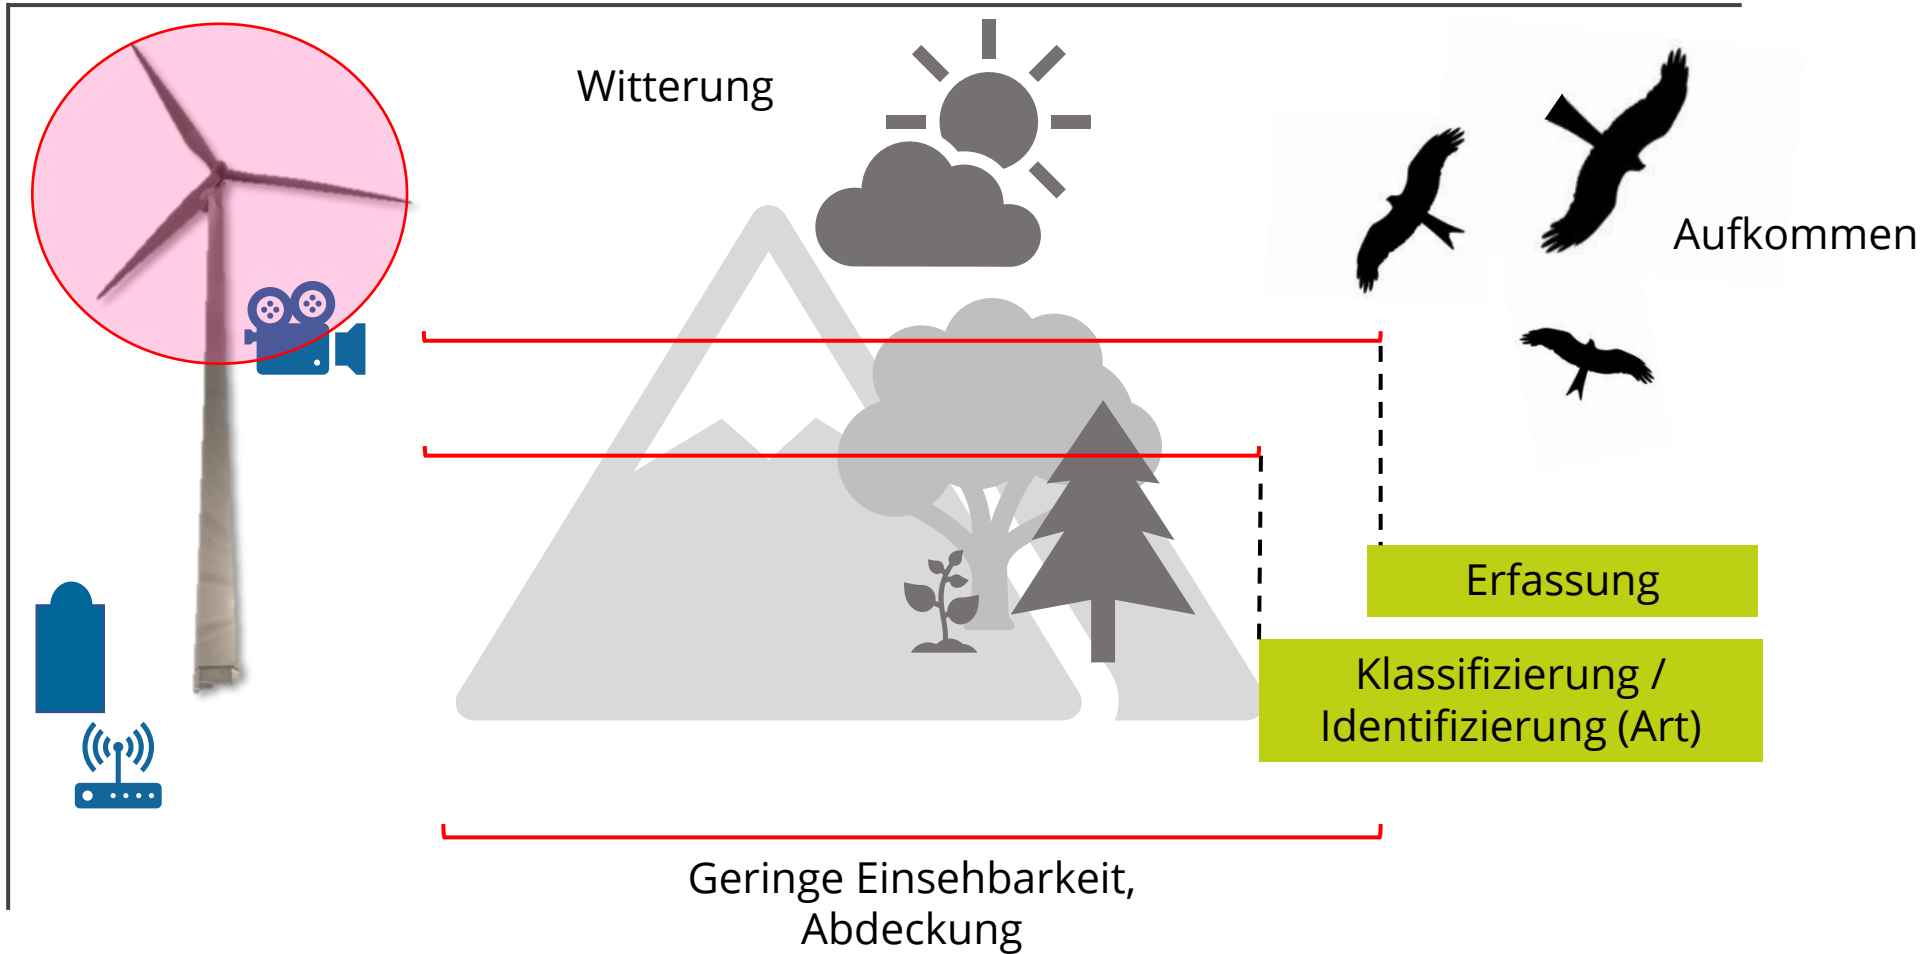 Witterung
Aufkommen
Erfassung
Klassifizierung /
Identifizierung (Art)
Geringe Einsehbarkeit,
Abdeckung